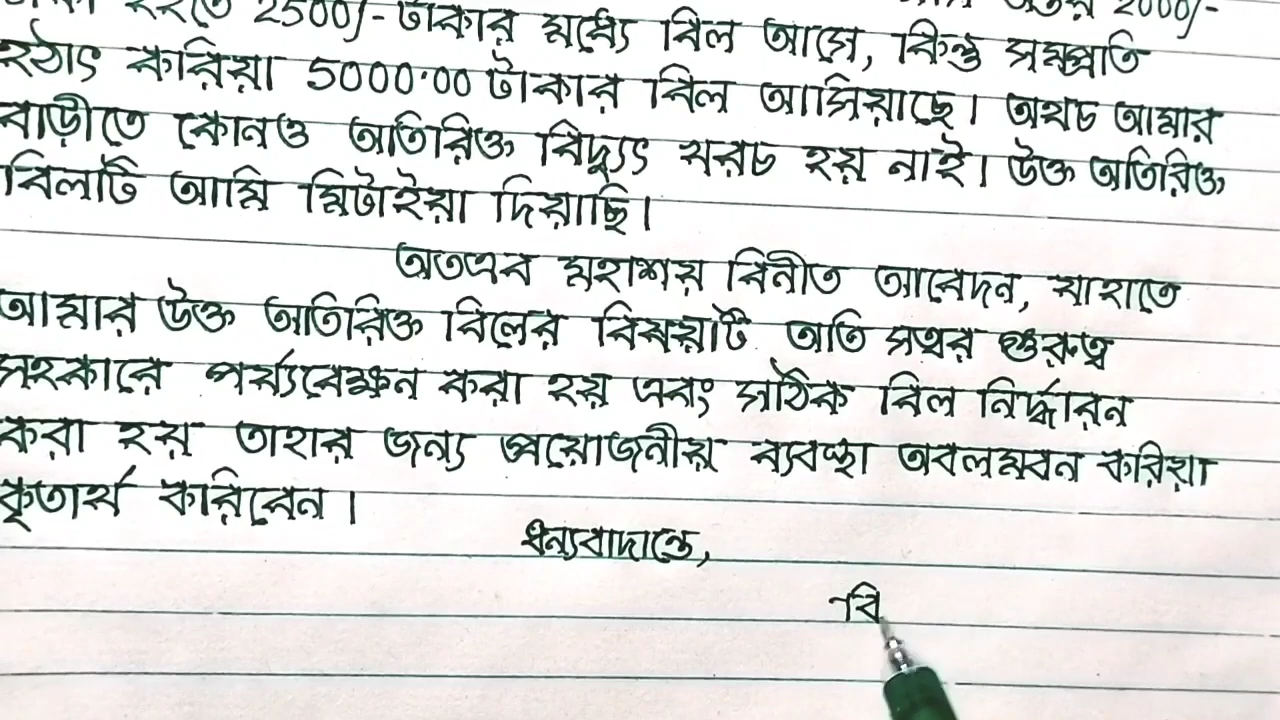 হইতে 2500/- টাকার মধ্যে বিল আসে, কিন্তু সম্প্রতি 2000/-
হঠাৎ করিয়া 5000.00 টাকার বিল আসিয়াছে। অথচ আমার
বাড়ীতে কোনও অতিরিক্ত বিদ্যুৎ খরচ হয় নাই। উক্ত অতিরিক্ত
বিলটি আমি মিটাইয়া দিয়াছি।
অতএব মহাশয় বিনীত আবেদন, যাহাতে
আমার উক্ত অতিরিক্ত বিলের বিষয়টি অতি সত্বর গুরুত্ব
সহকারে পর্য্যবেক্ষন করা হয় এবং সঠিক বিল নির্দ্ধারন
করা হয় তাহার জন্য প্রয়োজনীয় ব্যবস্থা অবলম্বন করিয়া
কৃতার্থ করিবেন।
ধন্যবাদান্তে,
বি